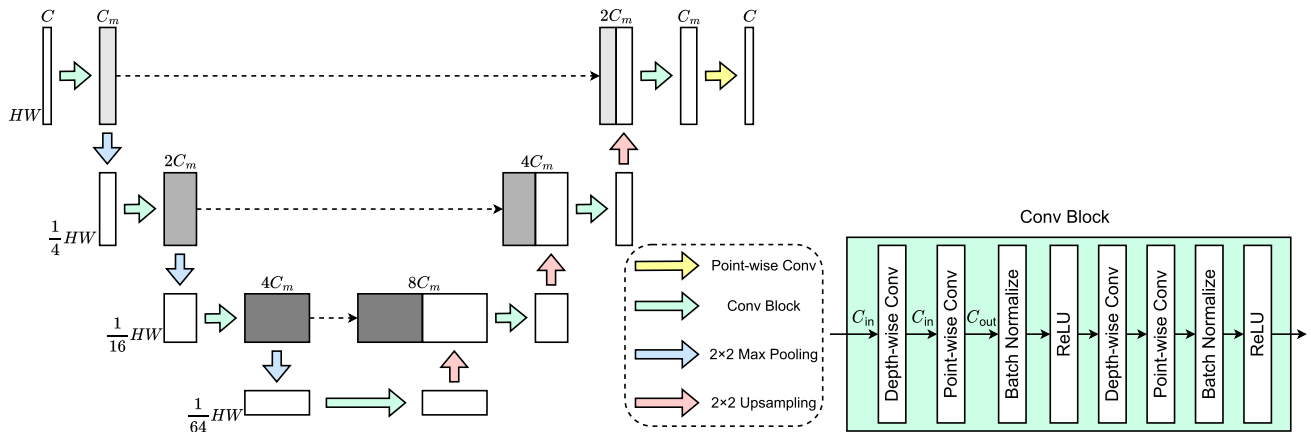 C
C_m
2C_m
C_m
C
HW
2C_m
4C_m
1/4 HW
4C_m
8C_m
1/16 HW
1/64 HW
Point-wise Conv
Conv Block
2×2 Max Pooling
2×2 Upsampling
Conv Block
C_in
Depth-wise Conv
C_in
Point-wise Conv
C_out
Batch Normalize
ReLU
Depth-wise Conv
Point-wise Conv
Batch Normalize
ReLU